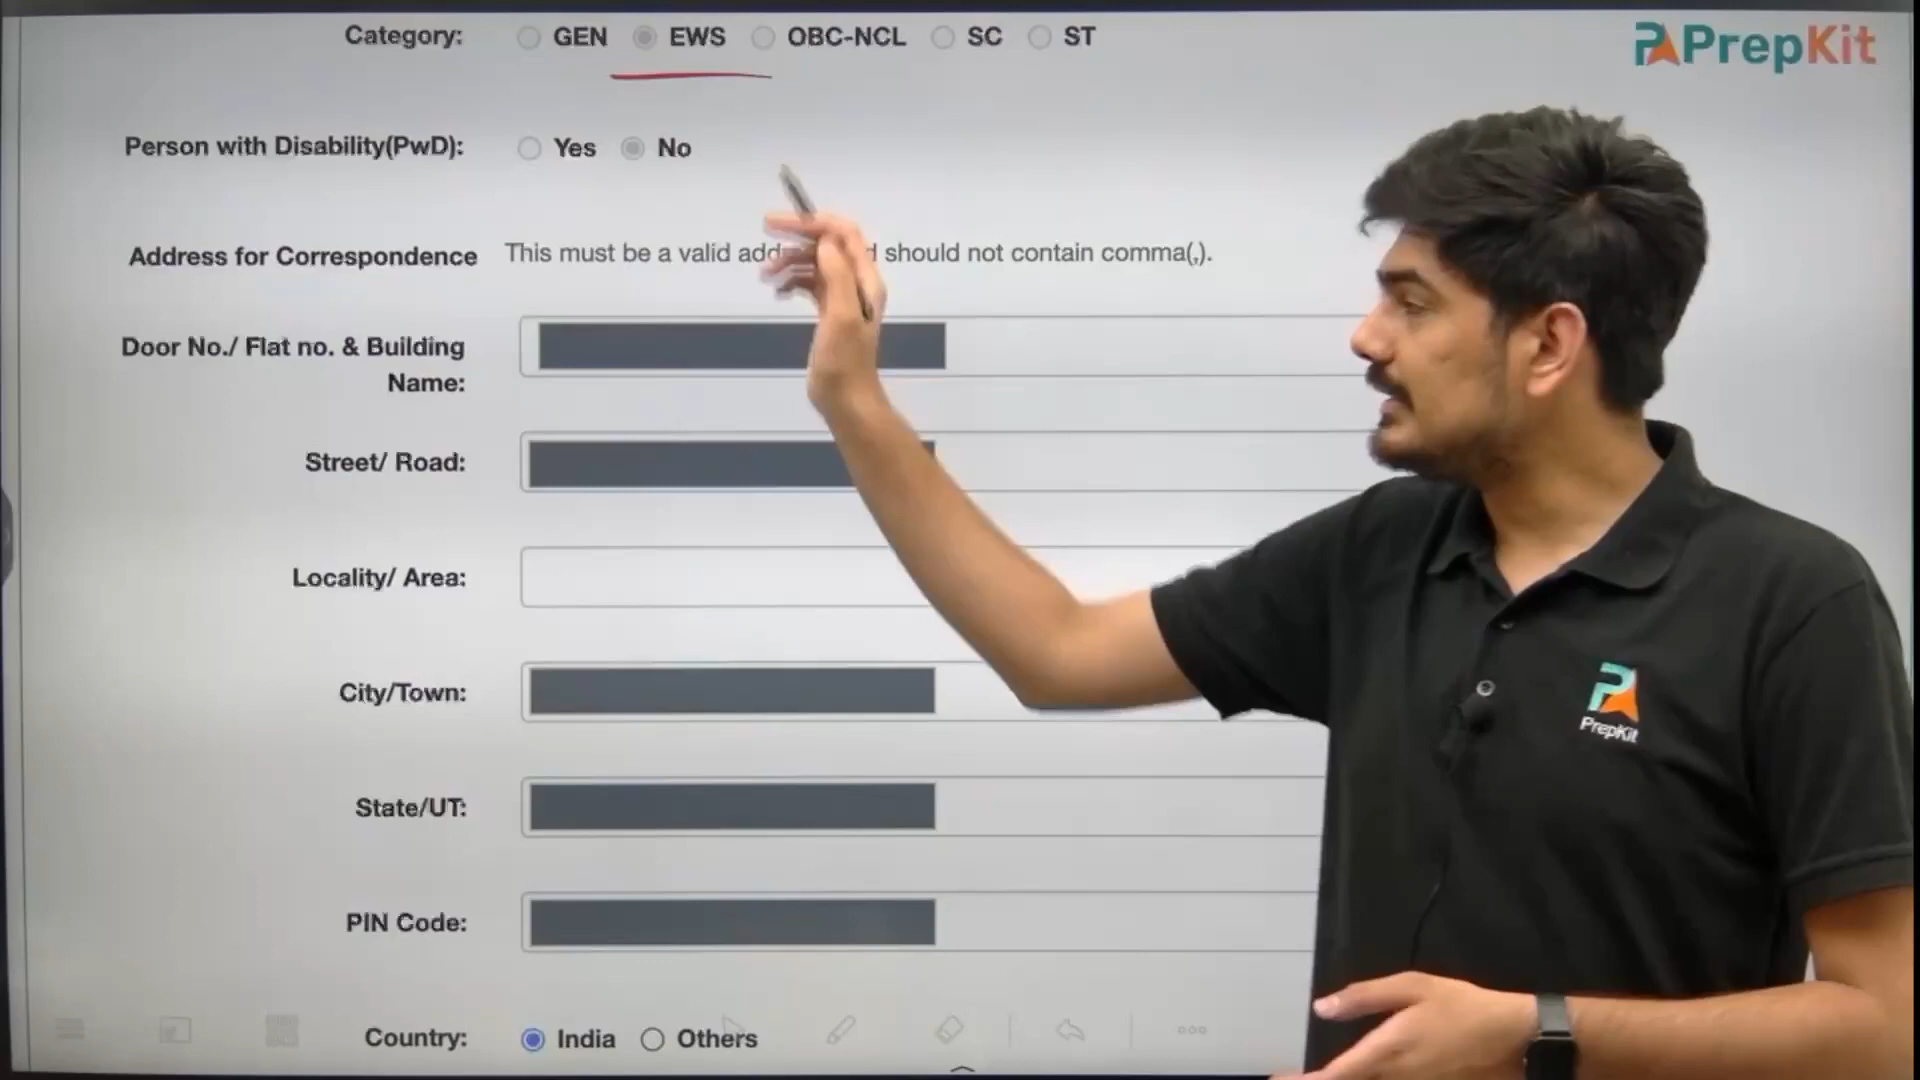 Category: GEN EWS OBC-NCL SC ST
PrepKit
Person with Disability(PwD): Yes No
Address for Correspondence This must be a valid should not contain comma(,).
Door No./ Flat no. & Building
Name:
Street/ Road:
Locality/ Area:
City/Town:
PrepKit
State/UT:
PIN Code:
Country: India Others